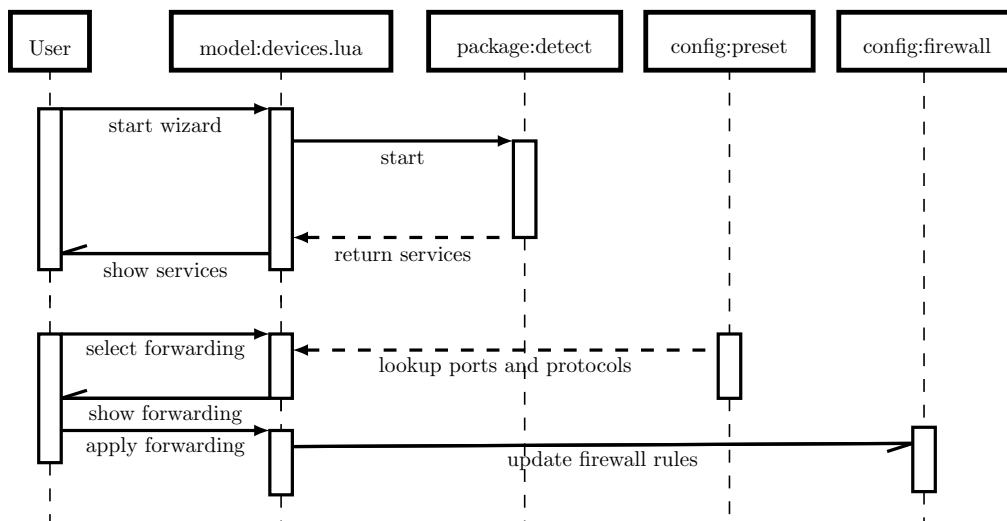 User
model:devices.lua
package:detect
config:preset
config:firewall
start wizard
start
return services
show services
select forwarding
lookup ports and protocols
show forwarding
apply forwarding
update firewall rules